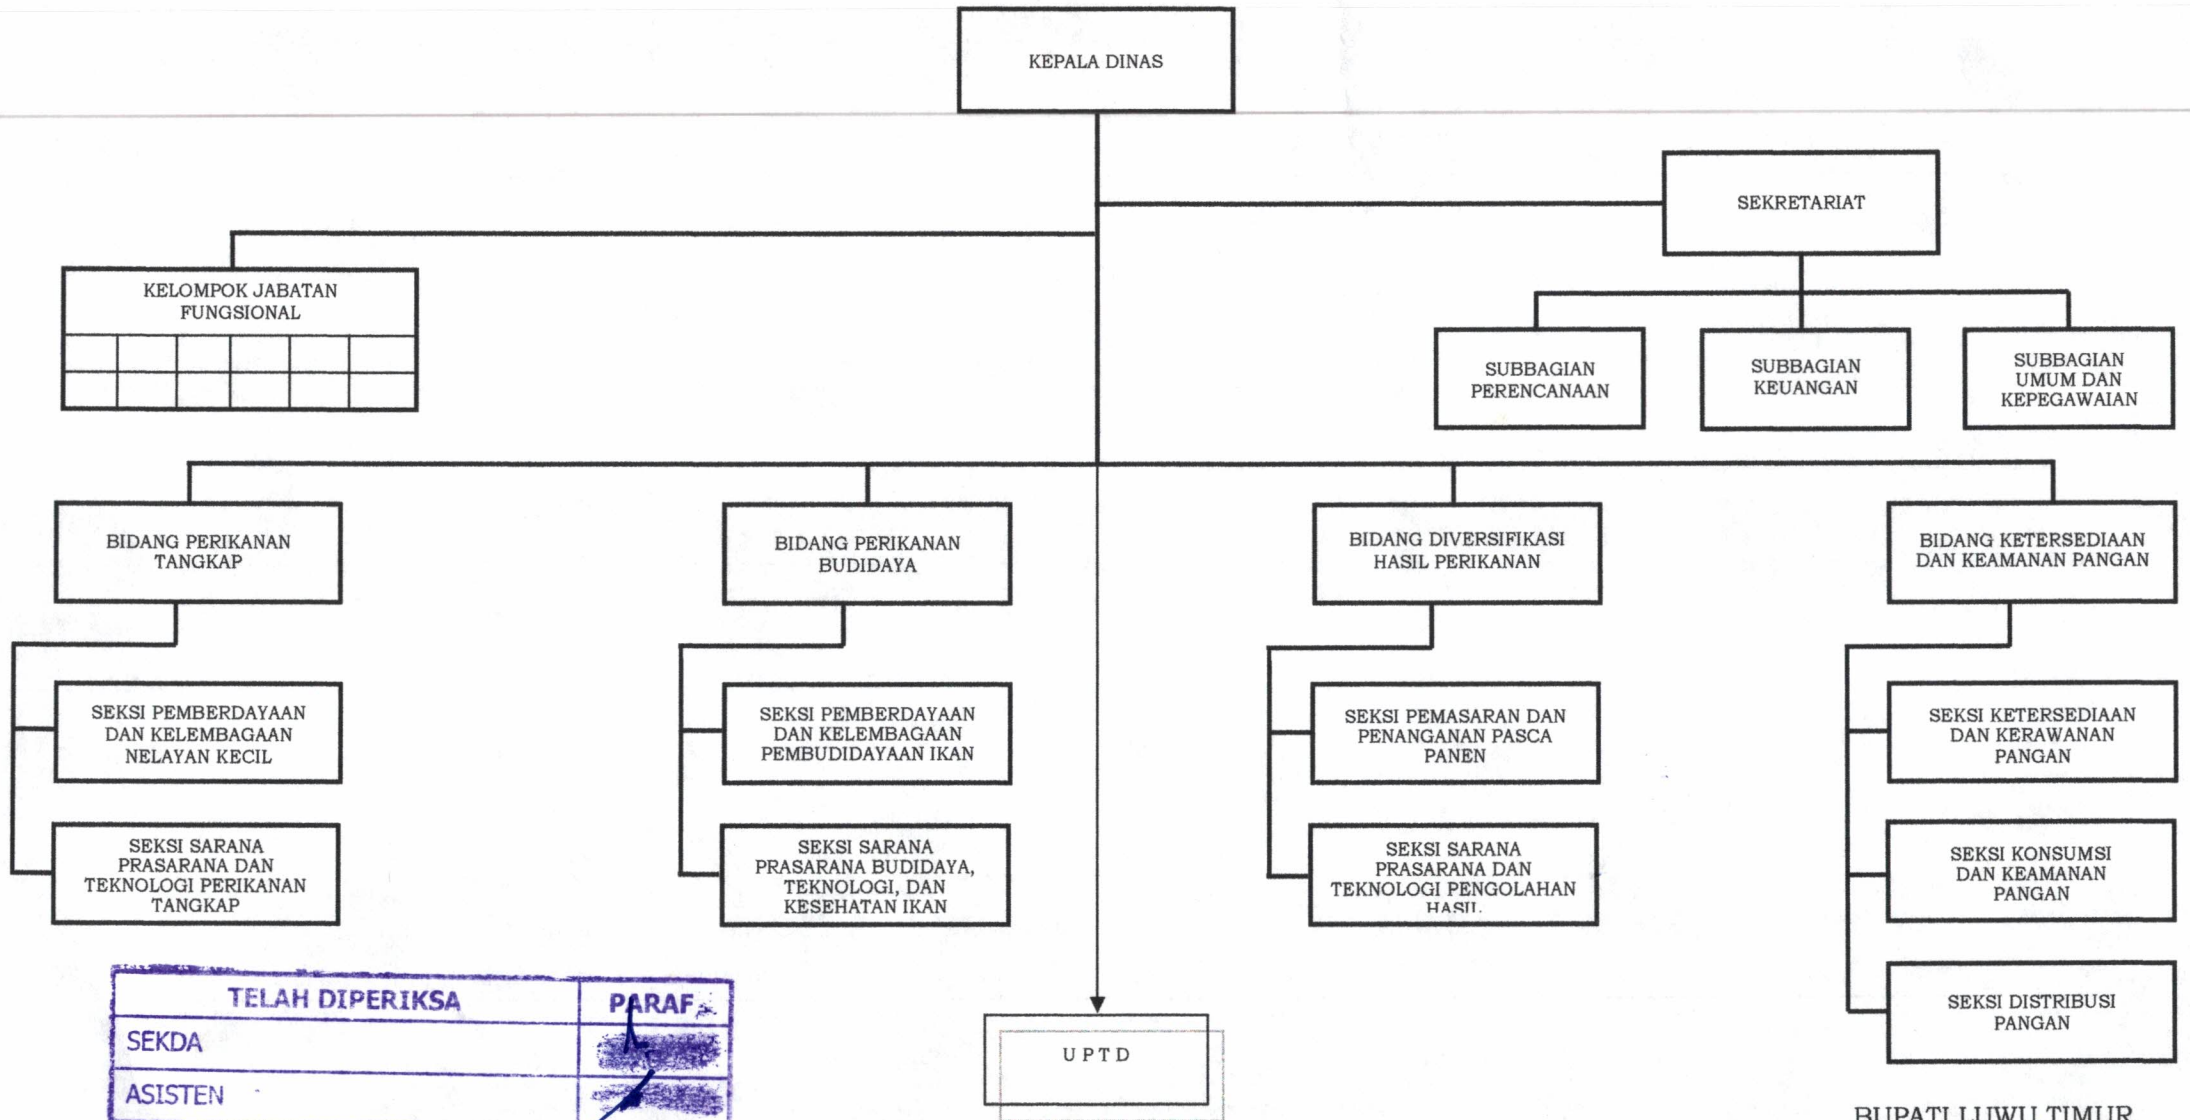 KEPALA DINAS
SEKRETARIAT
KELOMPOK JABATAN
FUNGSIONAL
SUBBAGIAN
PERENCANAAN
SUBBAGIAN
KEUANGAN
SUBBAGIAN
UMUM DAN
KEPEGAWAIAN
BIDANG PERIKANAN
TANGKAP
BIDANG PERIKANAN
BUDIDAYA
BIDANG DIVERSIFIKASI
HASIL PERIKANAN
BIDANG KETERSEDIAAN
DAN KEAMANAN PANGAN
SEKSI PEMBERDAYAAN
DAN KELEMBAGAAN
NELAYAN KECIL
SEKSI PEMBERDAYAAN
DAN KELEMBAGAAN
PEMBUDIDAYAAN IKAN
SEKSI PEMASARAN DAN
PENANGANAN PASCA
PANEN
SEKSI KETERSEDIAAN
DAN KERAWANAN
PANGAN
SEKSI SARANA
PRASARANA DAN
TEKNOLOGI PERIKANAN
TANGKAP
SEKSI SARANA
PRASARANA BUDIDAYA,
TEKNOLOGI, DAN
KESEHATAN IKAN
SEKSI SARANA
PRASARANA DAN
TEKNOLOGI PENGOLAHAN
HASIL
SEKSI KONSUMSI
DAN KEAMANAN
PANGAN
SEKSI DISTRIBUSI
PANGAN
TELAH DIPERIKSA PARAF
SEKDA
ASISTEN
U P T D
BUPATI LUWU TIMUR